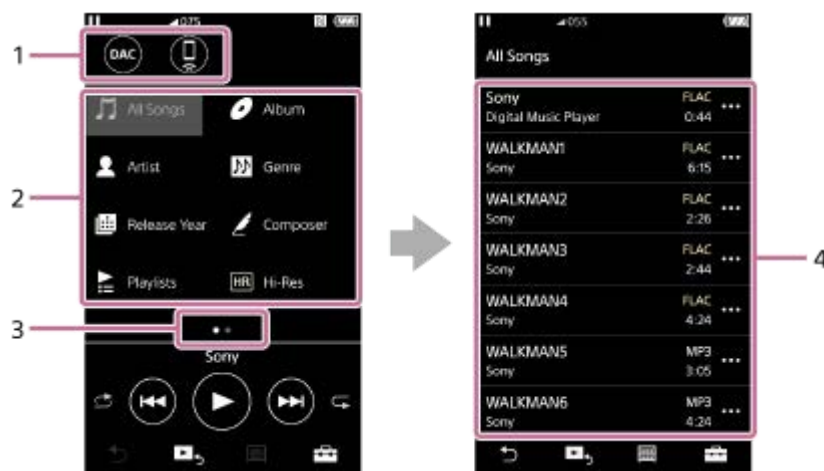 075
DAC
1
All Songs
Album
Artist
Genre
2
Release Year
Composer
Playlists
HR Hi-Res
3
Sony
055
All Songs
Sony FLAC
Digital Music Player 0:44
WALKMAN1 FLAC
Sony 6:15
WALKMAN2 FLAC
Sony 2:26
WALKMAN3 FLAC
Sony 2:44
4
WALKMAN4 FLAC
Sony 4:24
WALKMAN5 MP3
Sony 3:05
WALKMAN6 MP3
Sony 4:24